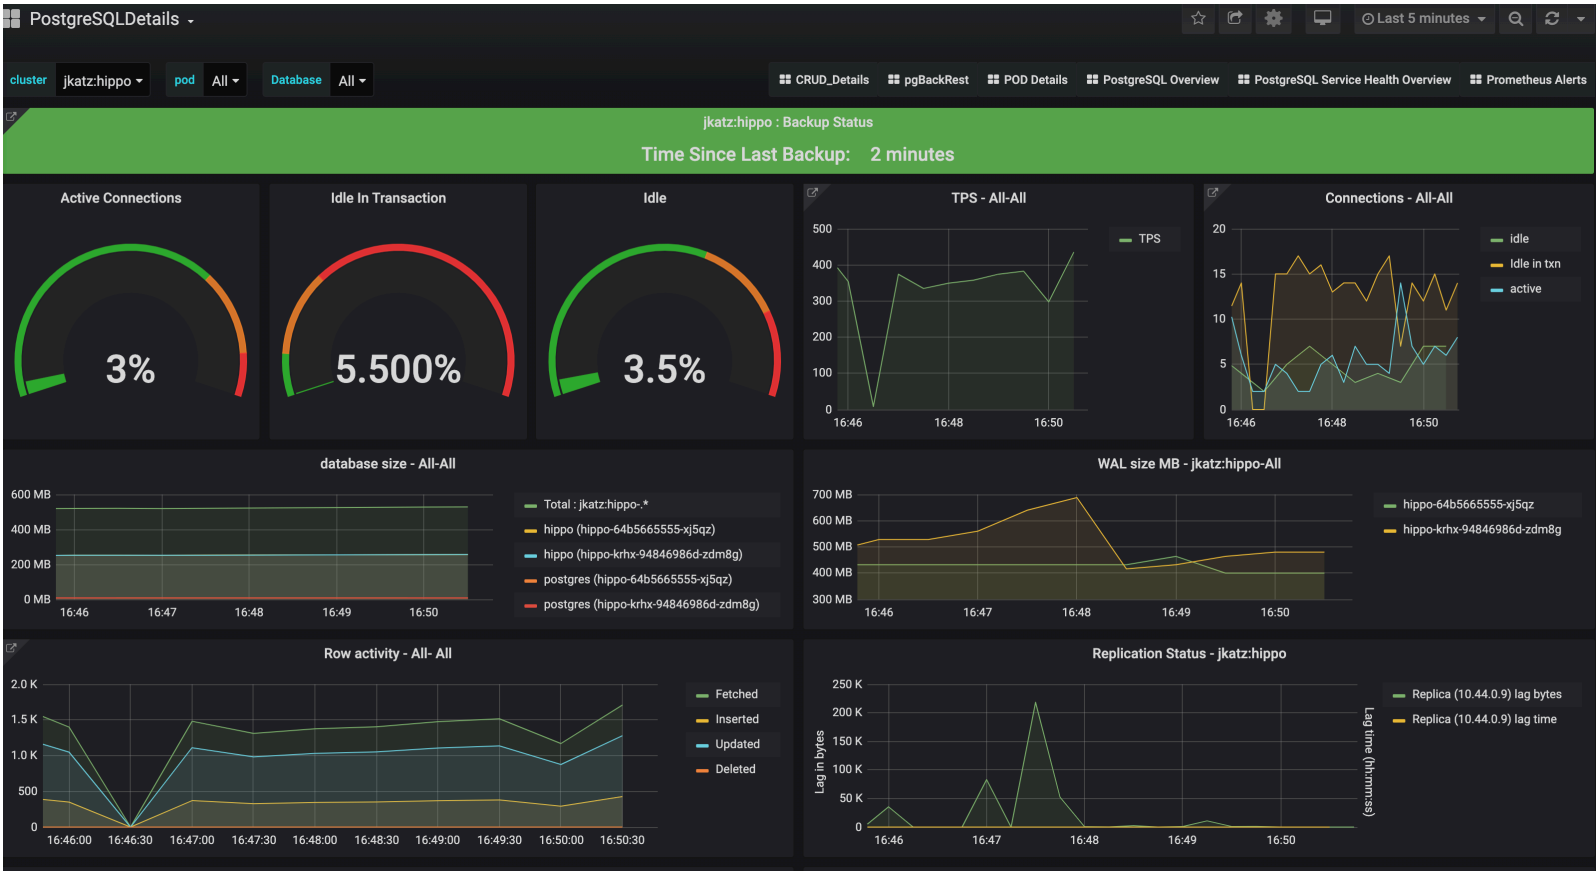 PostgreSQLDetails
Last 5 minutes
cluster jkatz:hippo pod All Database All
CRUD_Details pgBackRest POD Details PostgreSQL Overview PostgreSQL Service Health Overview Prometheus Alerts
jkatz:hippo : Backup Status
Time Since Last Backup: 2 minutes
Active Connections
3%
Idle In Transaction
5.500%
Idle
3.5%
TPS - All-All
500
400
300
200
100
0
16:46 16:48 16:50
TPS
Connections - All-All
20
15
10
5
0
16:46 16:48 16:50
idle
Idle in txn
active
database size - All-All
600 MB
400 MB
200 MB
0 MB
16:46 16:47 16:48 16:49 16:50
Total : jkatz:hippo-.*
hippo (hippo-64b5665555-xj5qz)
hippo (hippo-krhx-94846986d-zdm8g)
postgres (hippo-64b5665555-xj5qz)
postgres (hippo-krhx-94846986d-zdm8g)
WAL size MB - jkatz:hippo-All
700 MB
600 MB
500 MB
400 MB
300 MB
16:46 16:47 16:48 16:49 16:50
hippo-64b5665555-xj5qz
hippo-krhx-94846986d-zdm8g
Row activity - All- All
2.0 K
1.5 K
1.0 K
500
0
16:46:00 16:46:30 16:47:00 16:47:30 16:48:00 16:48:30 16:49:00 16:49:30 16:50:00 16:50:30
Fetched
Inserted
Updated
Deleted
Replication Status - jkatz:hippo
Lag in bytes
250 K
200 K
150 K
100 K
50 K
0
16:46 16:47 16:48 16:49 16:50
Lag time (hh:mm:ss)
Replica (10.44.0.9) lag bytes
Replica (10.44.0.9) lag time